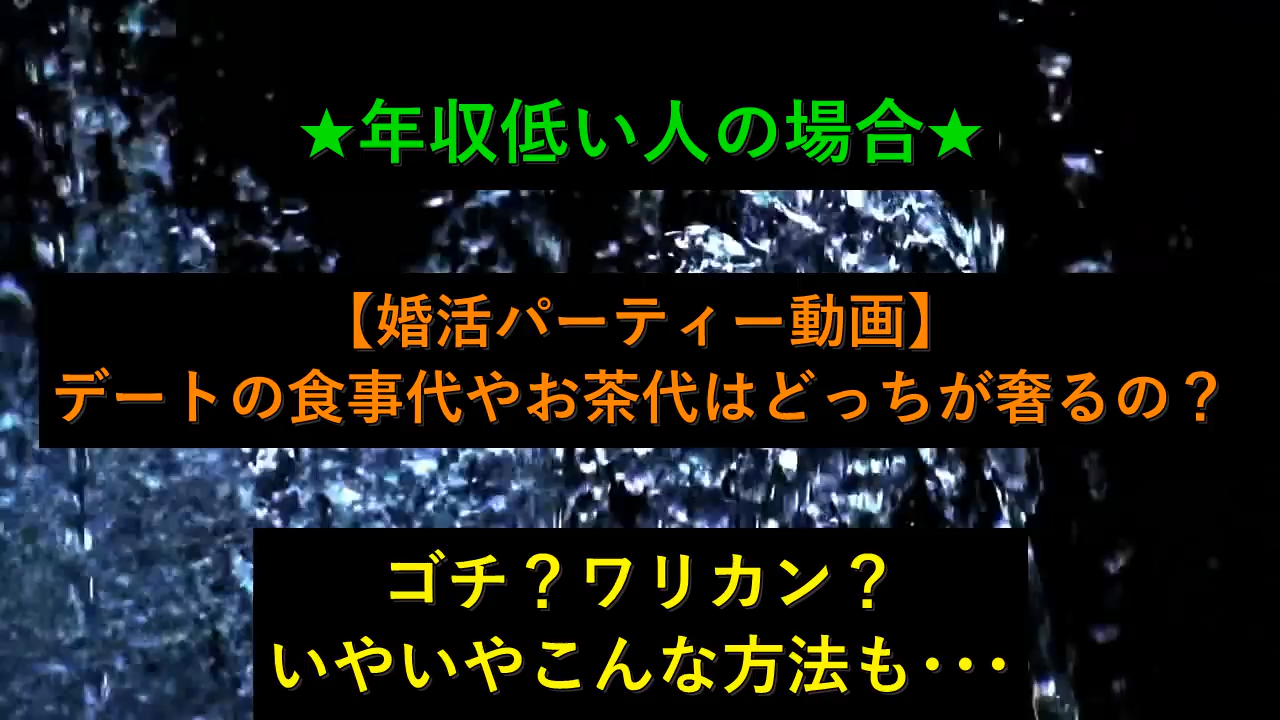 ★年収低い人の場合★
【婚活パーティー動画】
デートの食事代やお茶代はどっちが奢るの？
ゴチ？ワリカン？
いやいやこんな方法も･･･